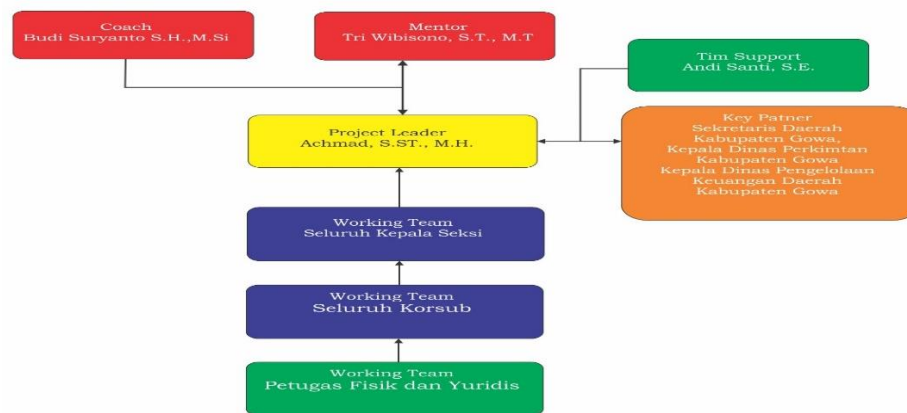 Coach
Budi Suryanto S.H.,M.Si
Mentor
Tri Wibisono, S.T., M.T
Tim Support
Andi Santi, S.E.
Project Leader
Achmad, S.ST., M.H.
Key Patner
Sekretaris Daerah
Kabupaten Gowa,
Kepala Dinas Perkimtan
Kabupaten Gowa
Kepala Dinas Pengelolaan
Keuangan Daerah
Kabupaten Gowa
Working Team
Seluruh Kepala Seksi
Working Team
Seluruh Korsub
Working Team
Petugas Fisik dan Yuridis